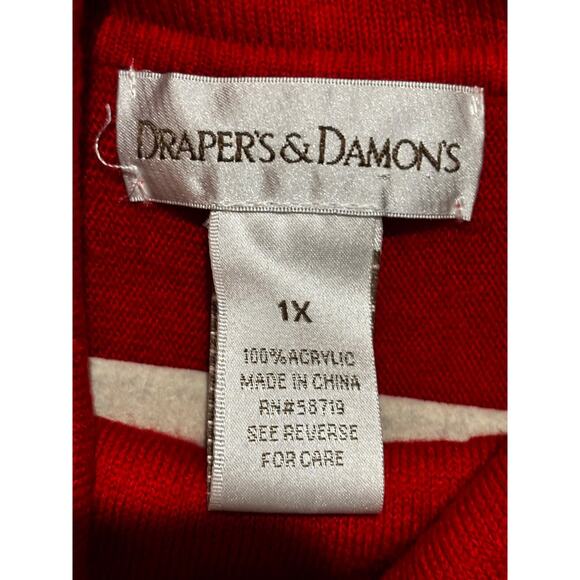 DRAPER'S & DAMON'S
1X
100% ACRYLIC
MADE IN CHINA
RN#58719
SEE REVERSE
FOR CARE